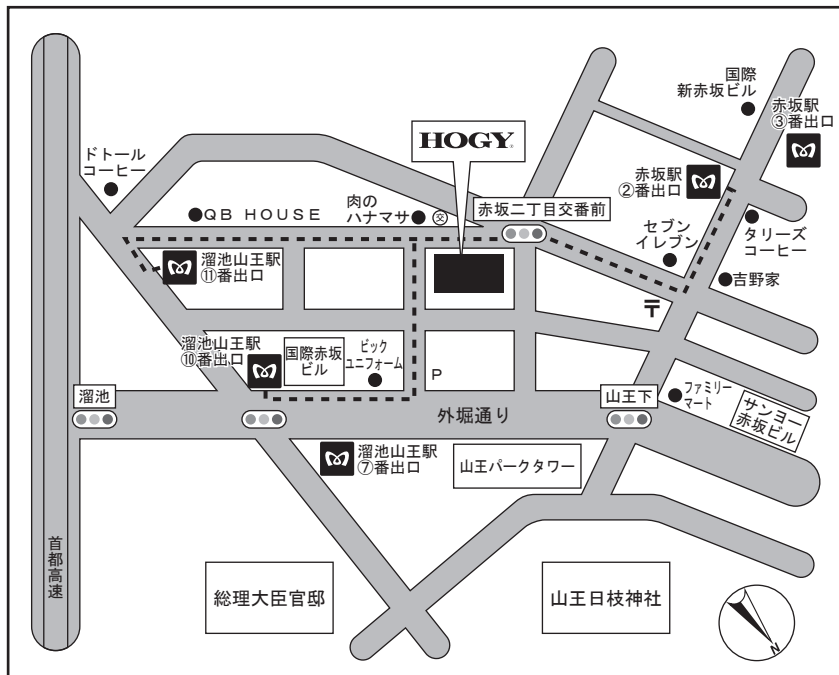 国際
新赤坂ビル
赤坂駅
③番出口
HOGY®
ドトール
コーヒー
赤坂駅
②番出口
肉の
ハナマサ
交
QB HOUSE
赤坂二丁目交番前
セブン
イレブン
タリーズ
コーヒー
溜池山王駅
⑪番出口
吉野家
〒
溜池山王駅
⑩番出口
国際赤坂
ビル
ビック
ユニフォーム
P
溜池
外堀通り
山王下
ファミリー
マート
サンヨー
赤坂ビル
溜池山王駅
⑦番出口
山王パークタワー
首都高速
総理大臣官邸
山王日枝神社
N